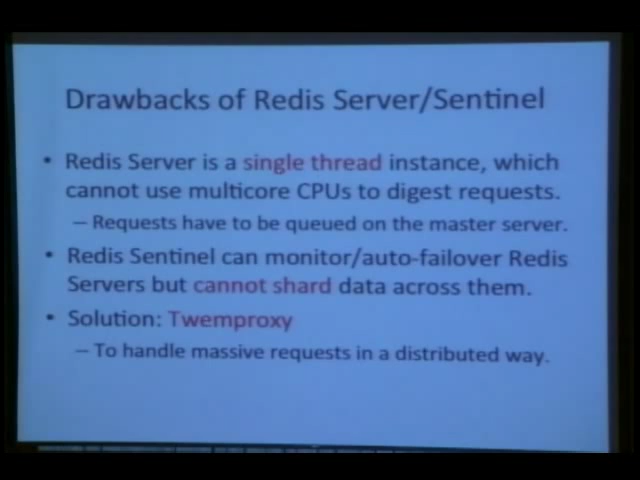 Drawbacks of Redis Server/Sentinel
• Redis Server is a single thread instance, which
cannot use multicore CPUs to digest requests.
– Requests have to be queued on the master server.
• Redis Sentinel can monitor/auto-failover Redis
Servers but cannot shard data across them.
• Solution: Twemproxy
– To handle massive requests in a distributed way.